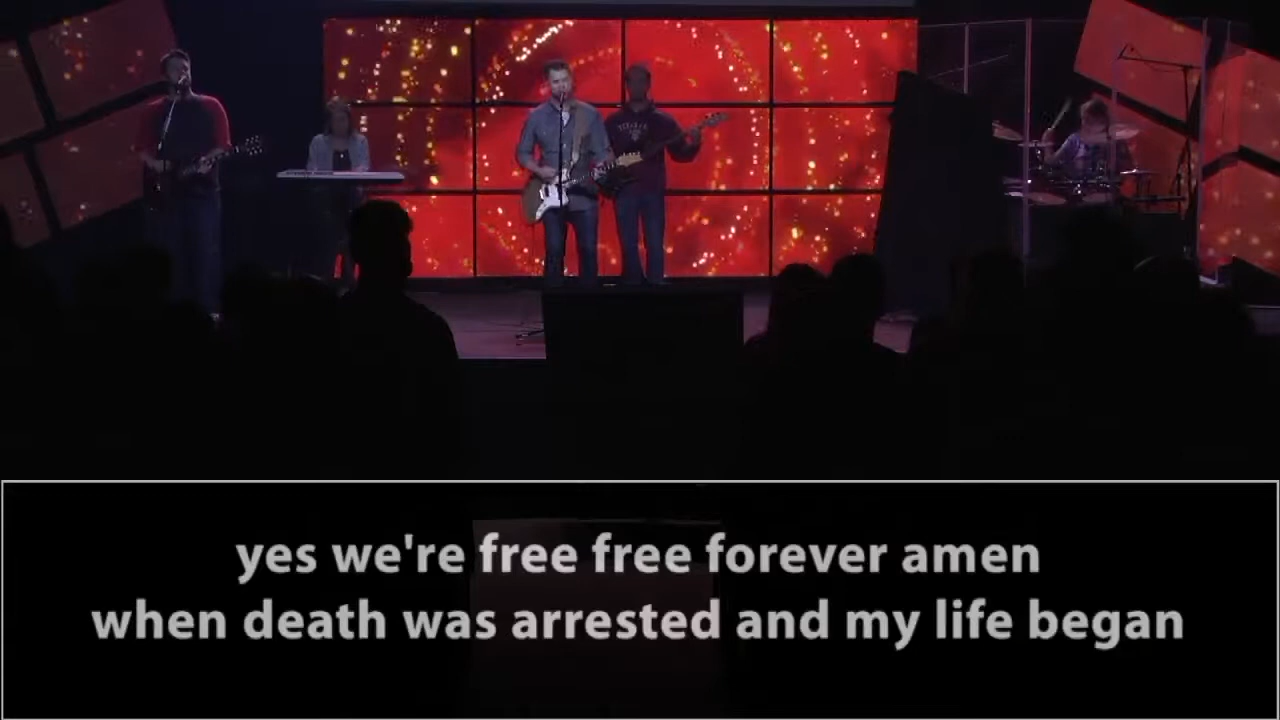 yes we're free free forever amen
when death was arrested and my life began